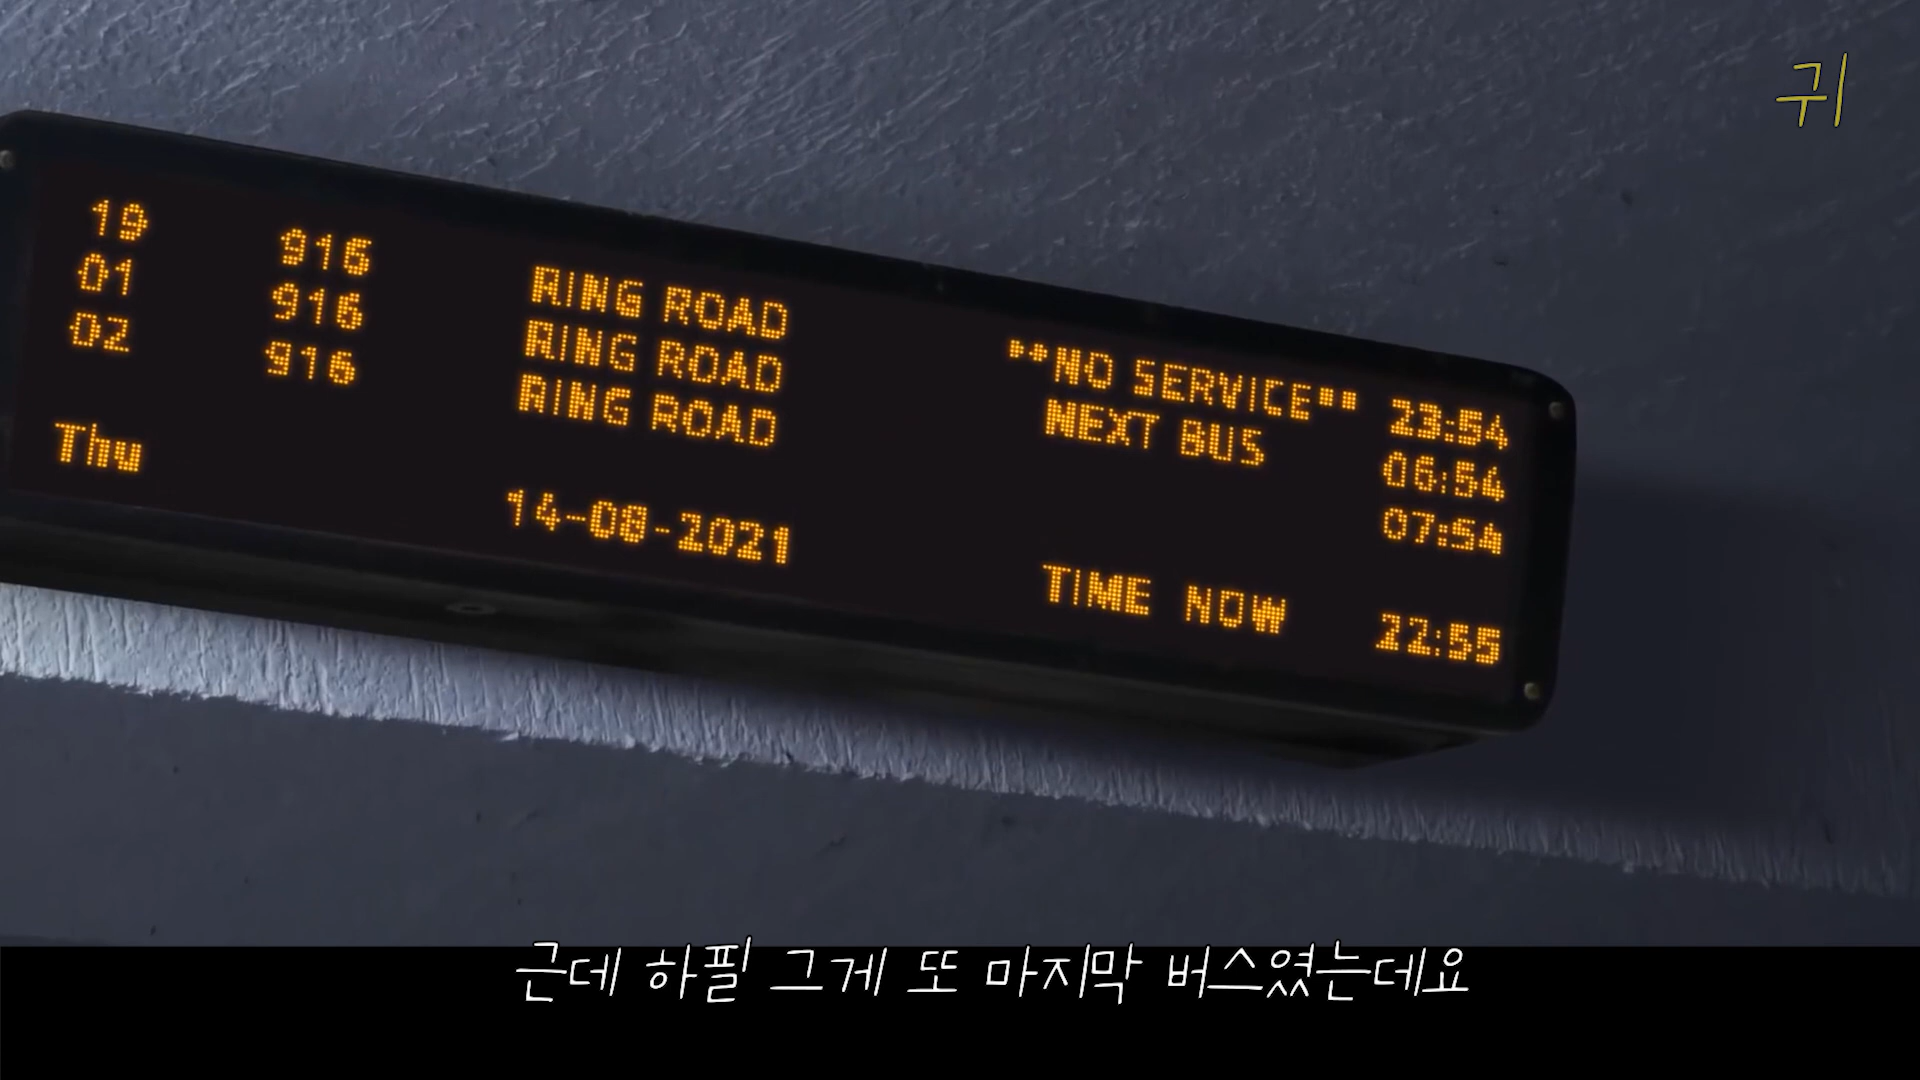 귀
19 916 RING ROAD **NO SERVICE** 23:54
01 916 RING ROAD NEXT BUS 06:54
02 916 RING ROAD 07:54
Thu 14-08-2021 TIME NOW 22:55
근데 하필 그게 또 마지막 버스였는데요